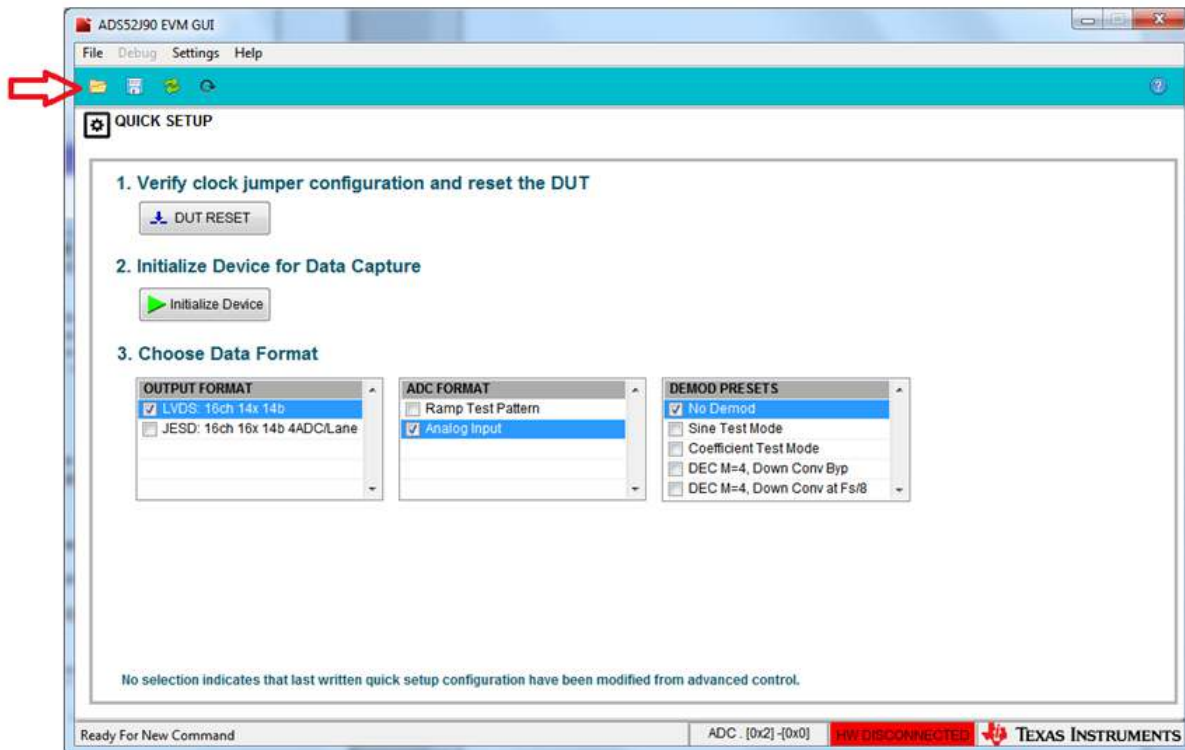 ADS52J90 EVM GUI
File Debug Settings Help
QUICK SETUP
1. Verify clock jumper configuration and reset the DUT
DUT RESET
2. Initialize Device for Data Capture
Initialize Device
3. Choose Data Format
OUTPUT FORMAT
LVDS: 16ch 14x 14b
JESD: 16ch 16x 14b 4ADC/Lane
ADC FORMAT
Ramp Test Pattern
Analog Input
DEMOD PRESETS
No Demod
Sine Test Mode
Coefficient Test Mode
DEC M=4, Down Conv Byp
DEC M=4, Down Conv at Fs/8
No selection indicates that last written quick setup configuration have been modified from advanced control.
Ready For New Command
ADC . [0x2] -[0x0]
HW DISCONNECTED
TEXAS INSTRUMENTS